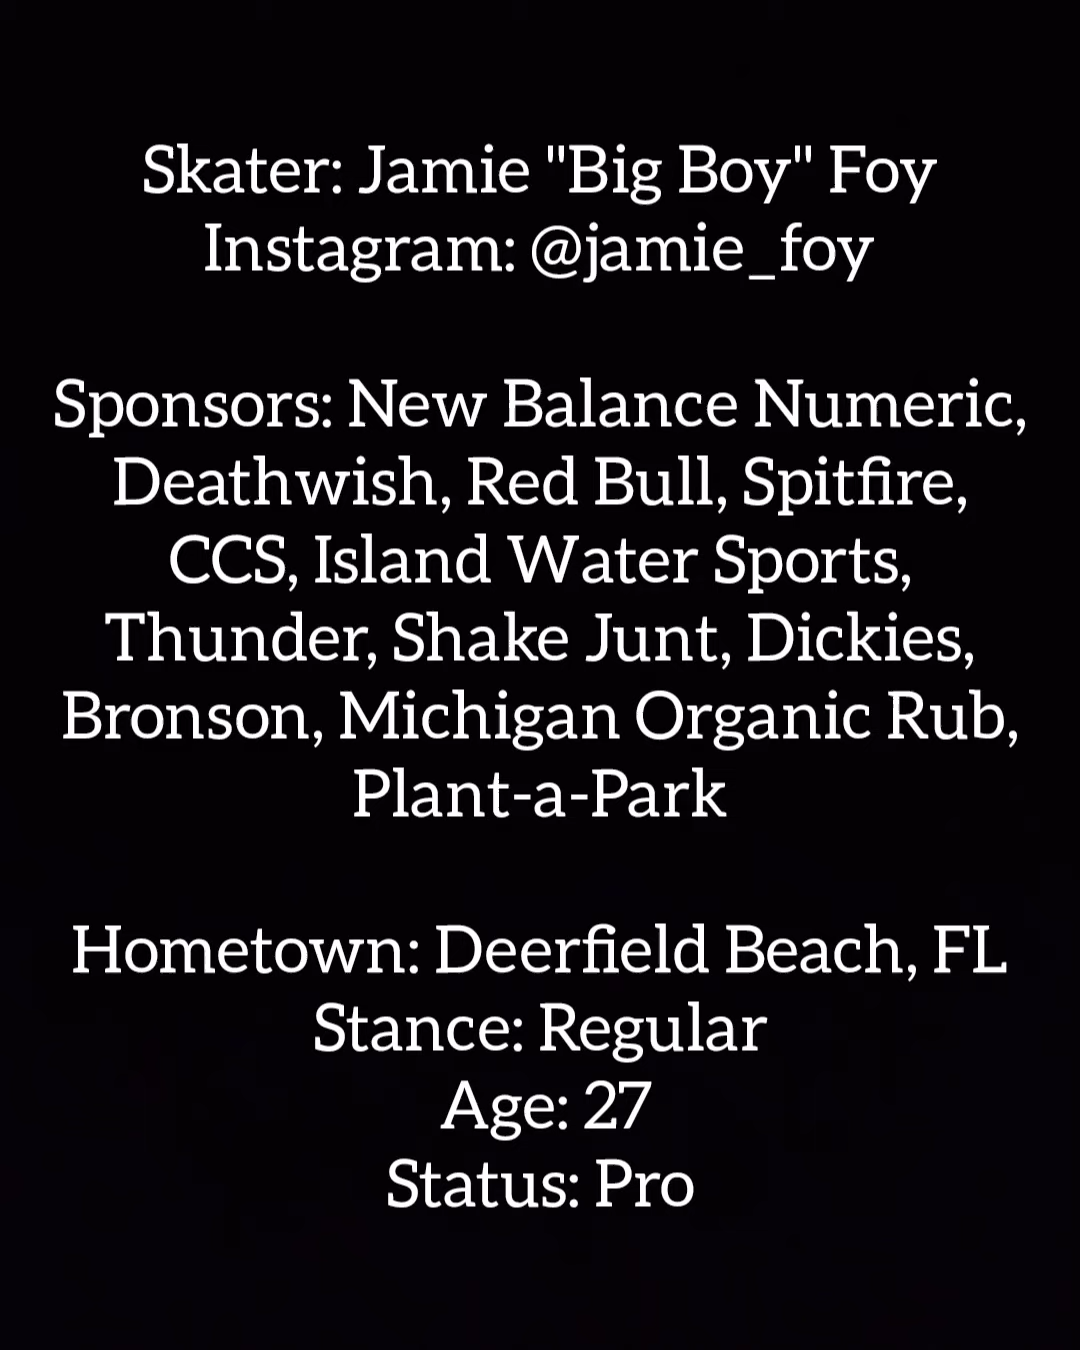 Skater: Jamie "Big Boy" Foy
Instagram: @jamie_foy
Sponsors: New Balance Numeric,
Deathwish, Red Bull, Spitfire,
CCS, Island Water Sports,
Thunder, Shake Junt, Dickies,
Bronson, Michigan Organic Rub,
Plant-a-Park
Hometown: Deerfield Beach, FL
Stance: Regular
Age: 27
Status: Pro